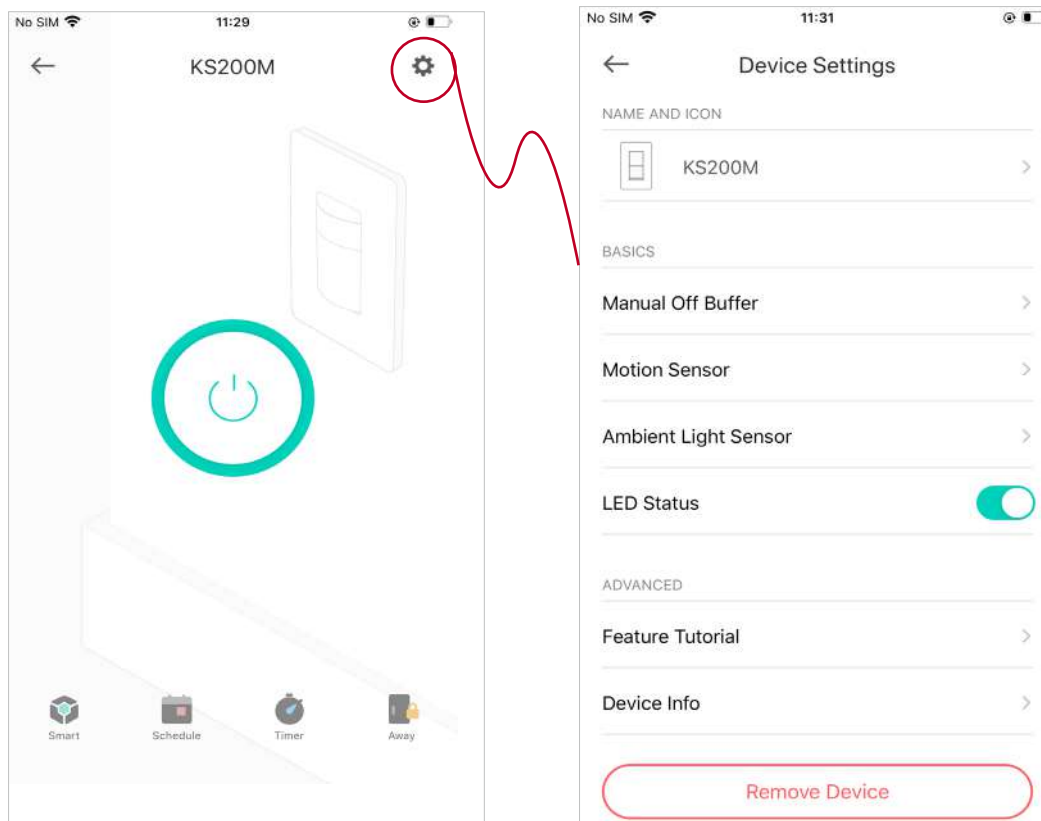 No SIM 11:29
KS200M
Smart Schedule Timer Away
No SIM 11:31
Device Settings
NAME AND ICON
KS200M
BASICS
Manual Off Buffer
Motion Sensor
Ambient Light Sensor
LED Status
ADVANCED
Feature Tutorial
Device Info
Remove Device